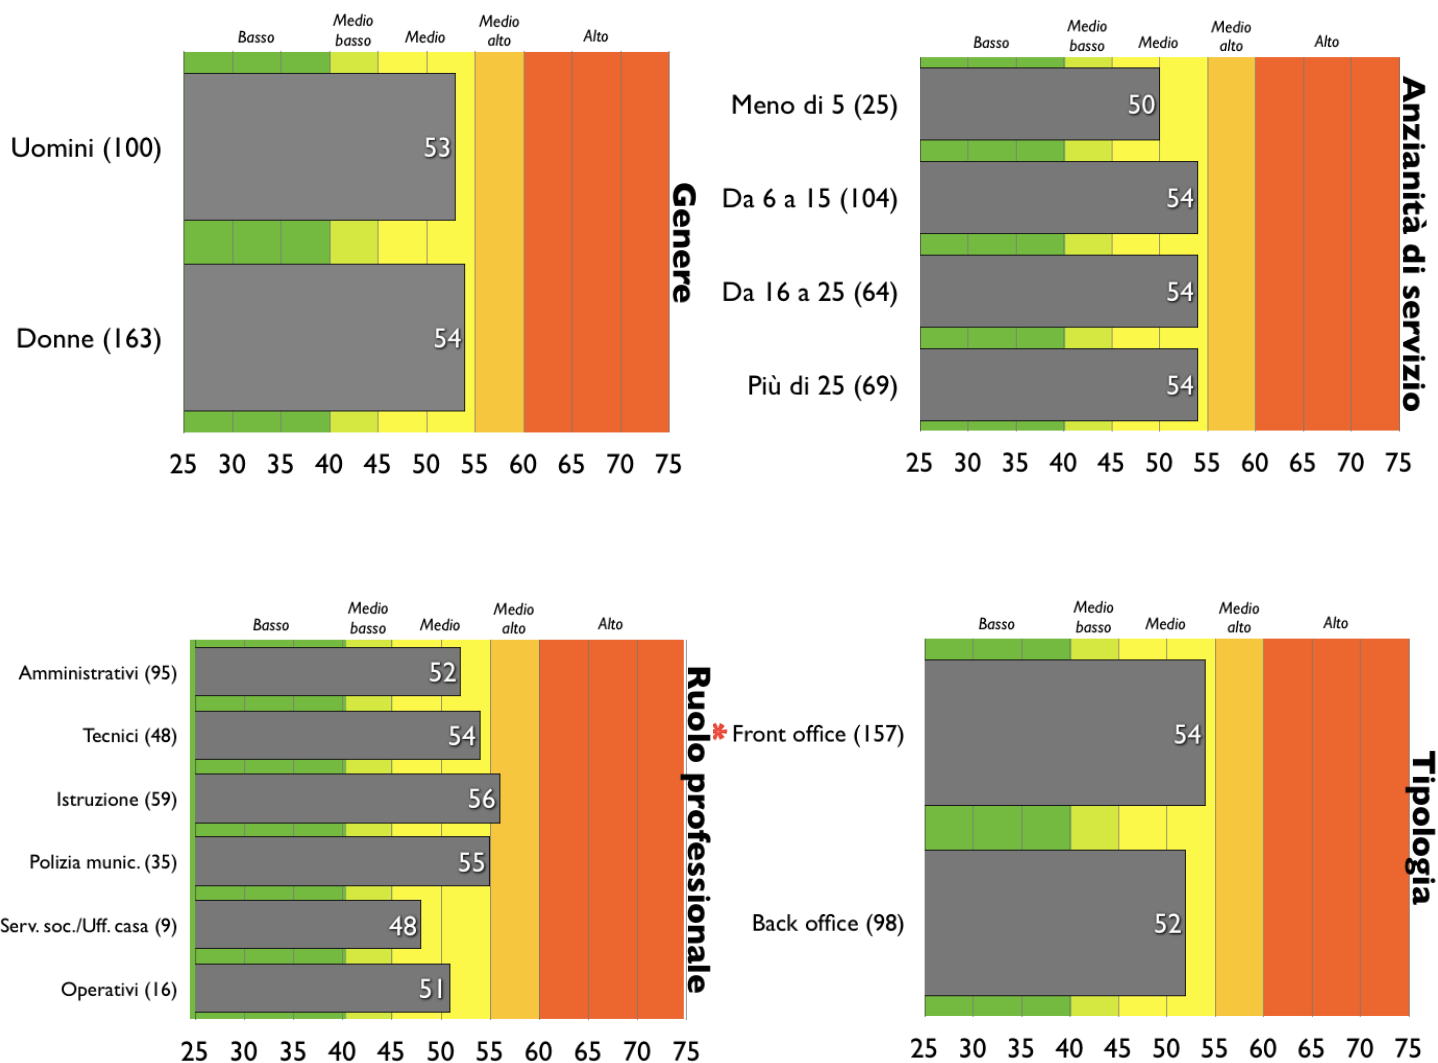 Basso
Medio
basso
Medio
Medio
alto
Alto
Uomini (100)
53
Donne (163)
54
25 30 35 40 45 50 55 60 65 70 75
Genere
Basso
Medio
basso
Medio
Medio
alto
Alto
Meno di 5 (25)
50
Da 6 a 15 (104)
54
Da 16 a 25 (64)
54
Più di 25 (69)
54
25 30 35 40 45 50 55 60 65 70 75
Anzianità di servizio
Basso
Medio
basso
Medio
Medio
alto
Alto
Amministrativi (95)
52
Tecnici (48)
54
Istruzione (59)
56
Polizia munic. (35)
55
Serv. soc./Uff. casa (9)
48
Operativi (16)
51
25 30 35 40 45 50 55 60 65 70 75
Ruolo professionale
Basso
Medio
basso
Medio
Medio
alto
Alto
* Front office (157)
54
Back office (98)
52
25 30 35 40 45 50 55 60 65 70 75
Tipologia